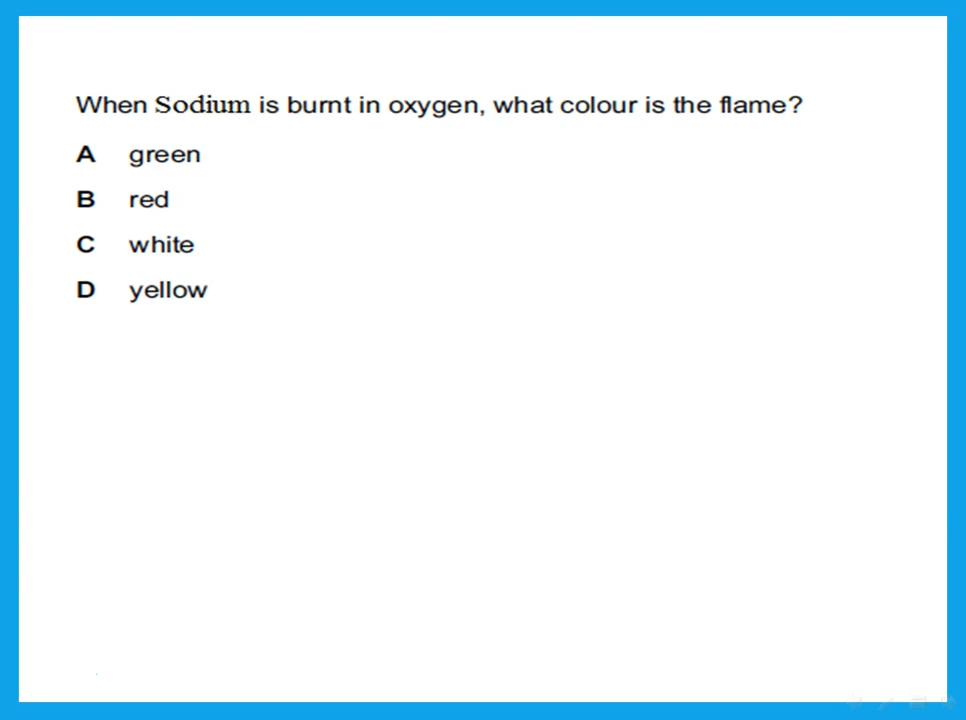 When Sodium is burnt in oxygen, what colour is the flame?
A green
B red
C white
D yellow